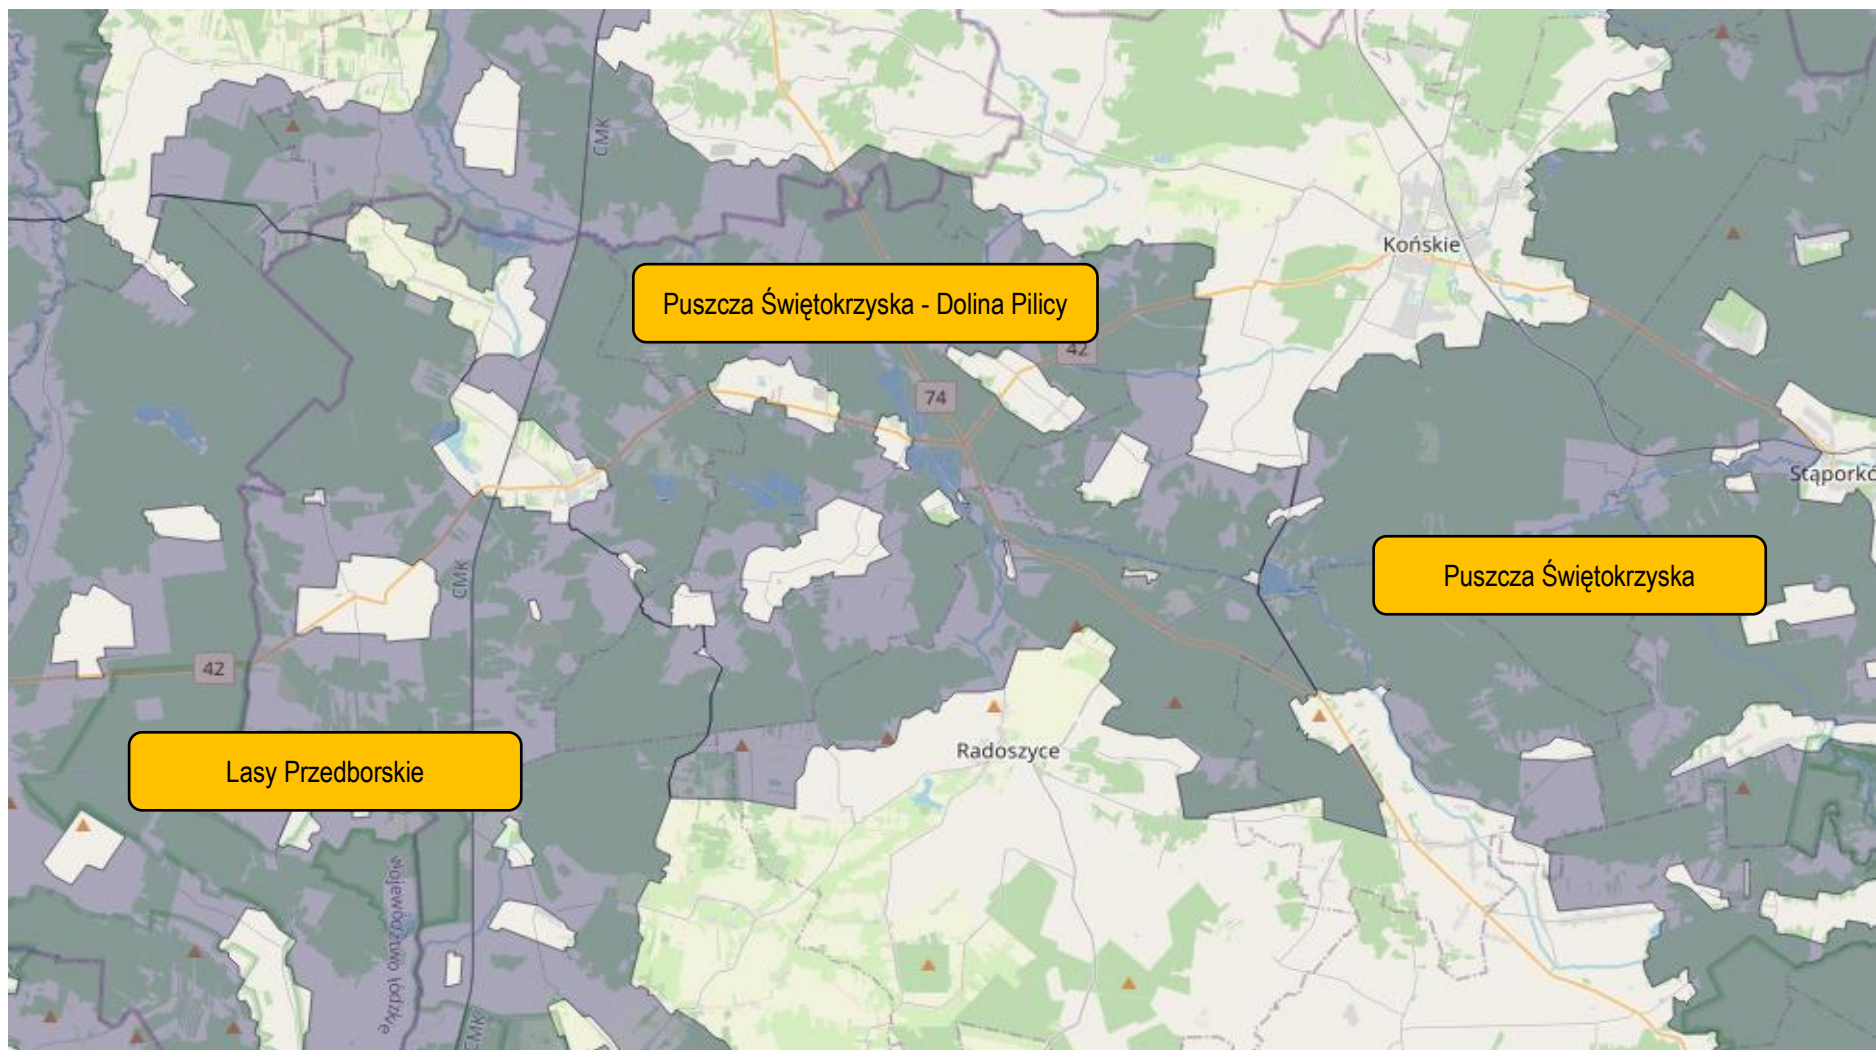 CMK
Końskie
Puszcza Świętokrzyska - Dolina Pilicy
42
74
Stąporkó
CMK
Puszcza Świętokrzyska
42
Radoszyce
Lasy Przedborskie
województwo łódzkie
CMK